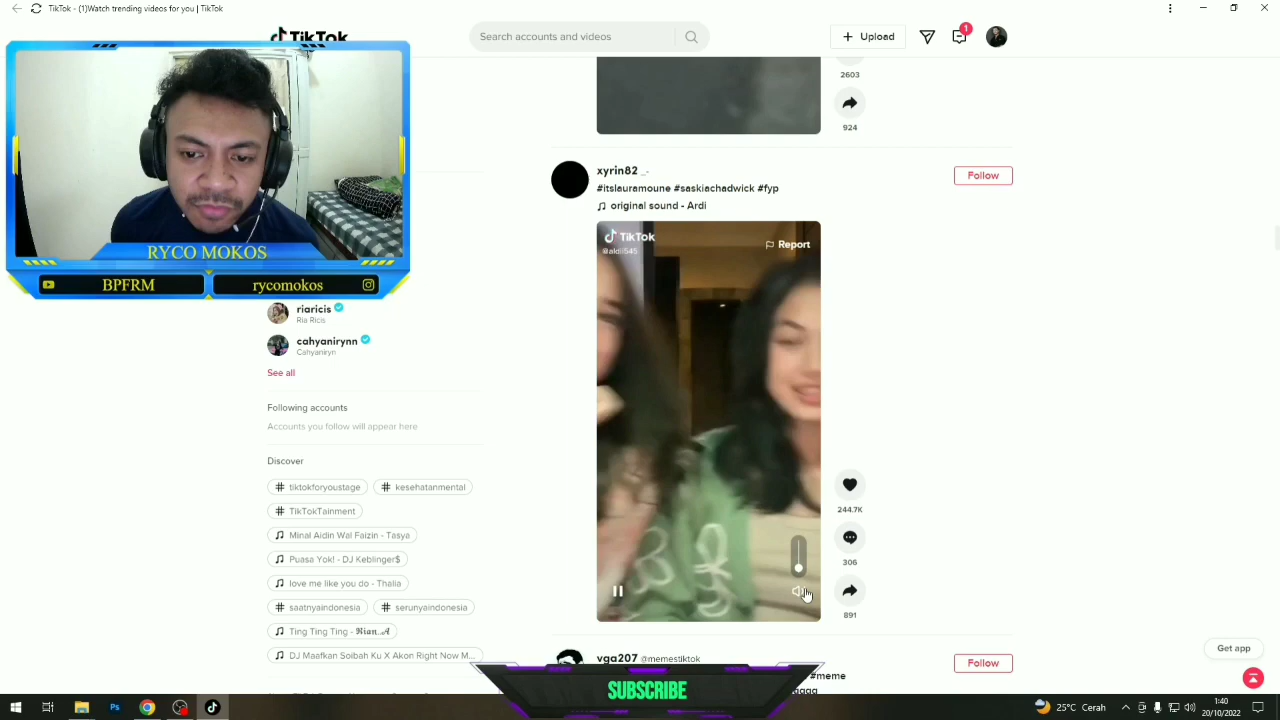 TikTok - (1)Watch trending videos for you | TikTok
TikTok
Search accounts and videos
Upload
1
2603
924
RYCO MOKOS
BPFRM
rycomokos
xyrin82 _-
Follow
#itslauramoune #saskiachadwick #fyp
original sound - Ardi
TikTok
@aldii545
Report
riaricis
Ria Ricis
cahyanirynn
Cahyaniryn
See all
Following accounts
Accounts you follow will appear here
Discover
# tiktokforyoustage
# kesehatanmental
# TikTokTainment
Minal Aidin Wal Faizin - Tasya
Puasa Yok! - DJ Keblinger$
love me like you do - Thalia
# saatnyaindonesia
# serunyaindonesia
Ting Ting Ting - 𝕽𝖎𝖆𝖓..𝓐
DJ Maafkan Soibah Ku X Akon Right Now M...
244.7K
306
891
vga207 @memestiktok
Follow
#meme
Get app
SUBSCRIBE
Ps
25°C Cerah
1:40
20/10/2022